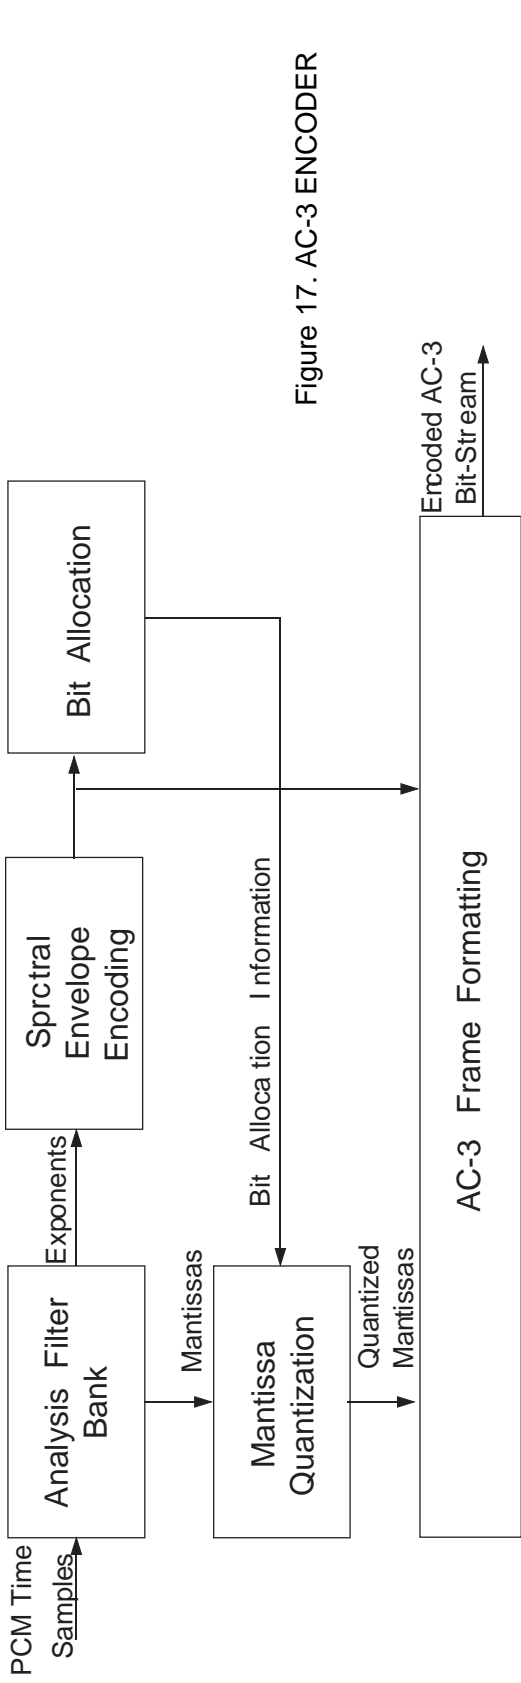 PCM Time
Samples
Analysis Filter
Bank
Exponents
Sprctral
Envelope
Encoding
Bit Allocation
Mantissas
Mantissa
Quantization
Bit Allocation Information
Quantized
Mantissas
AC-3 Frame Formatting
Encoded AC-3
Bit-Stream
Figure 17. AC-3 ENCODER